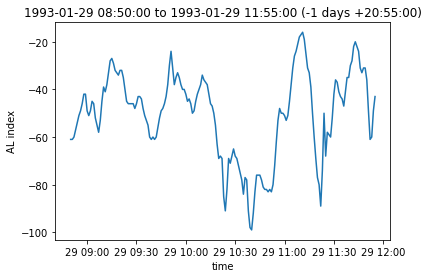 1993-01-29 08:50:00 to 1993-01-29 11:55:00 (-1 days +20:55:00)
−20
−40
−60
−80
−100
AL index
29 09:00 29 09:30 29 10:00 29 10:30 29 11:00 29 11:30 29 12:00
time